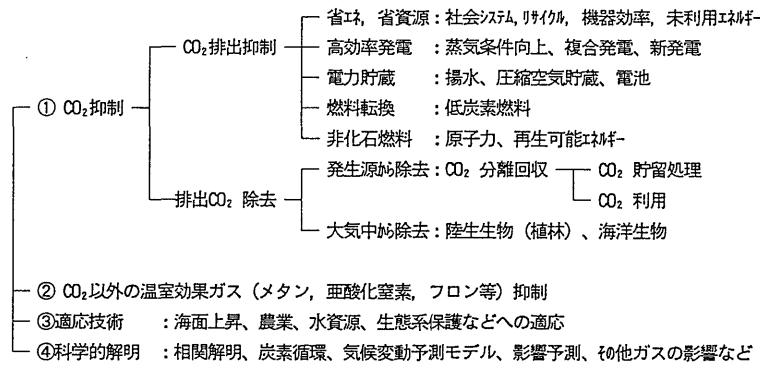 省エネ, 省資源：社会システム, リサイクル, 機器効率, 未利用エネルギー
CO₂排出抑制
高効率発電：蒸気条件向上、複合発電、新発電
電力貯蔵：揚水、圧縮空気貯蔵、電池
① CO₂抑制
燃料転換：低炭素燃料
非化石燃料：原子力、再生可能エネルギー
発生源から除去：CO₂ 分離回収
CO₂ 貯留処理
排出CO₂ 除去
CO₂ 利用
大気中から除去：陸生生物（植林）、海洋生物
② CO₂以外の温室効果ガス（メタン, 亜酸化窒素, フロン等）抑制
③適応技術：海面上昇、農業、水資源、生態系保護などへの適応
④科学的解明：相関解明、炭素循環、気候変動予測モデル、影響予測、その他ガスの影響など